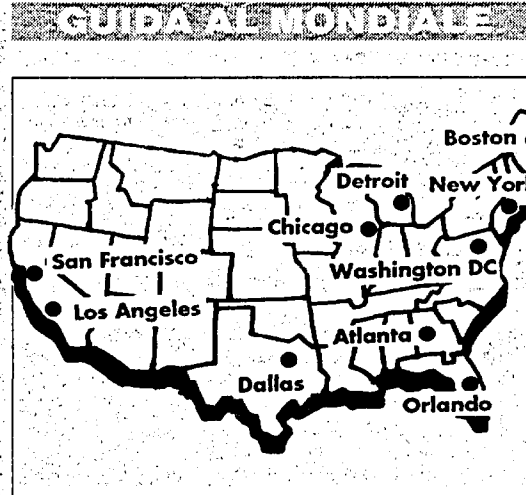 GUIDA AL MONDIALE
Boston
Detroit
New Yor
Chicago
San Francisco
Washington DC
Los Angeles
Atlanta
Dallas
Orlando